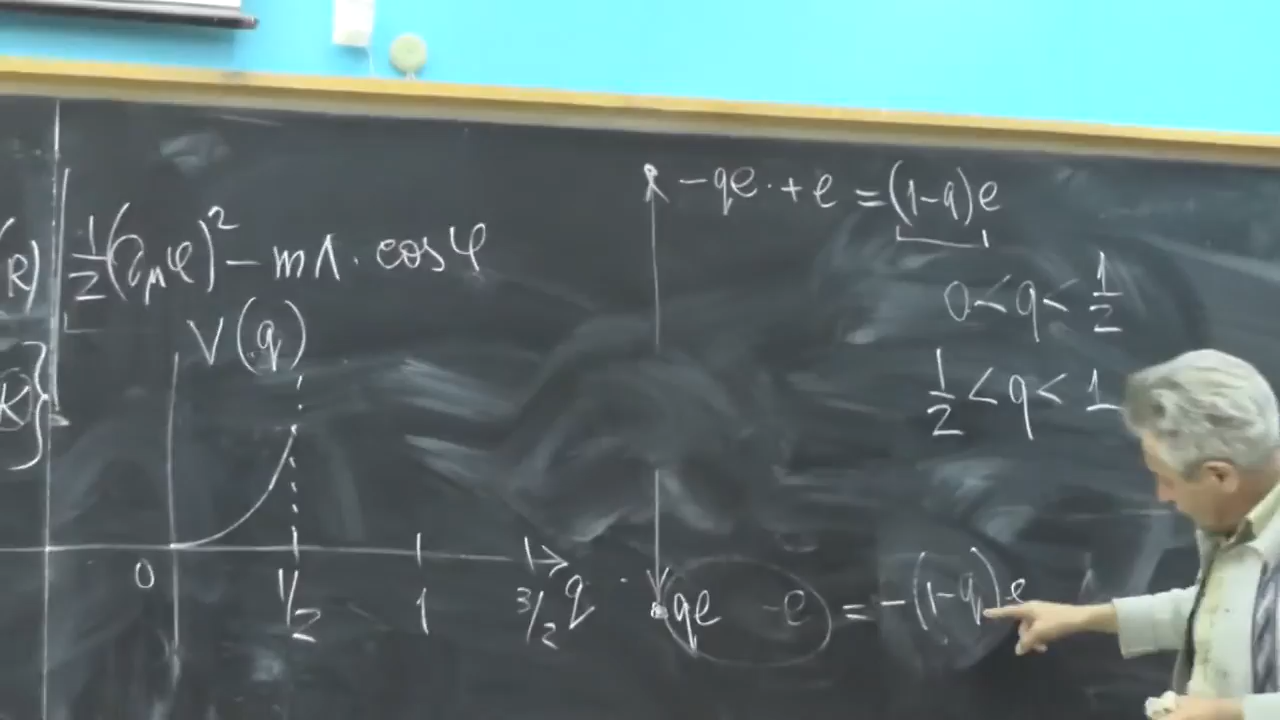 R) 1/2 (∂μφ)² − mΛ · cos φ
V(q)
0 1/2 1 3/2 q
− qe · + e = (1−q)e
0 < q < 1/2
1/2 < q < 1
qe −e = −(1−q)e